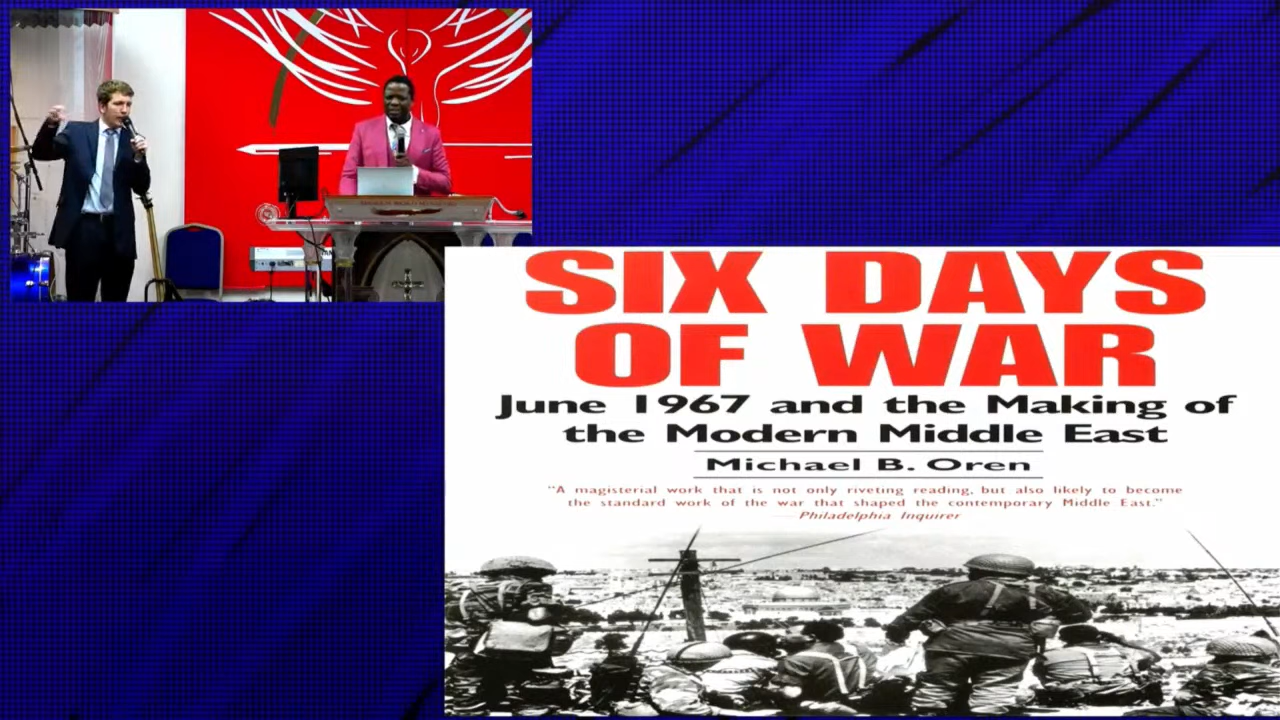 SIX DAYS
OF WAR
June 1967 and the Making of
the Modern Middle East
Michael B. Oren
"A magisterial work that is not only riveting reading, but also likely to become
the standard work of the war that shaped the contemporary Middle East."
—Philadelphia Inquirer